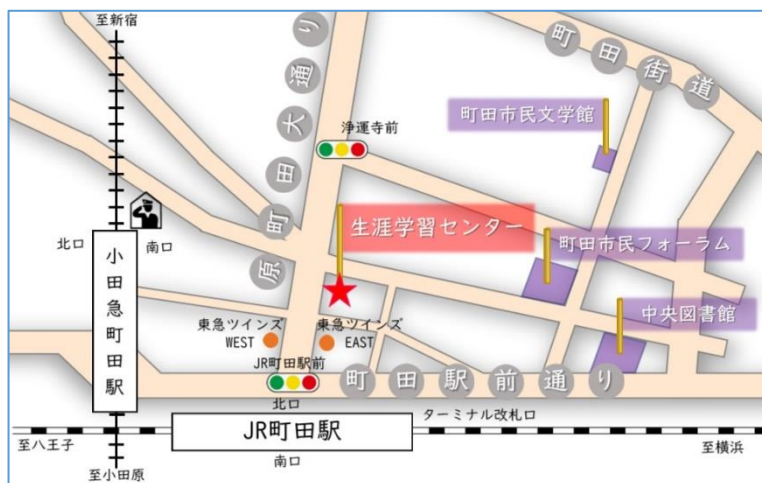 至新宿
原町田大通り
町田街道
浄運寺前
町田市民文学館
生涯学習センター
町田市民フォーラム
北口
南口
小田急町田駅
中央図書館
東急ツインズ
WEST
東急ツインズ
EAST
JR町田駅前
町田駅前通り
北口
ターミナル改札口
JR町田駅
至八王子
至横浜
南口
至小田原